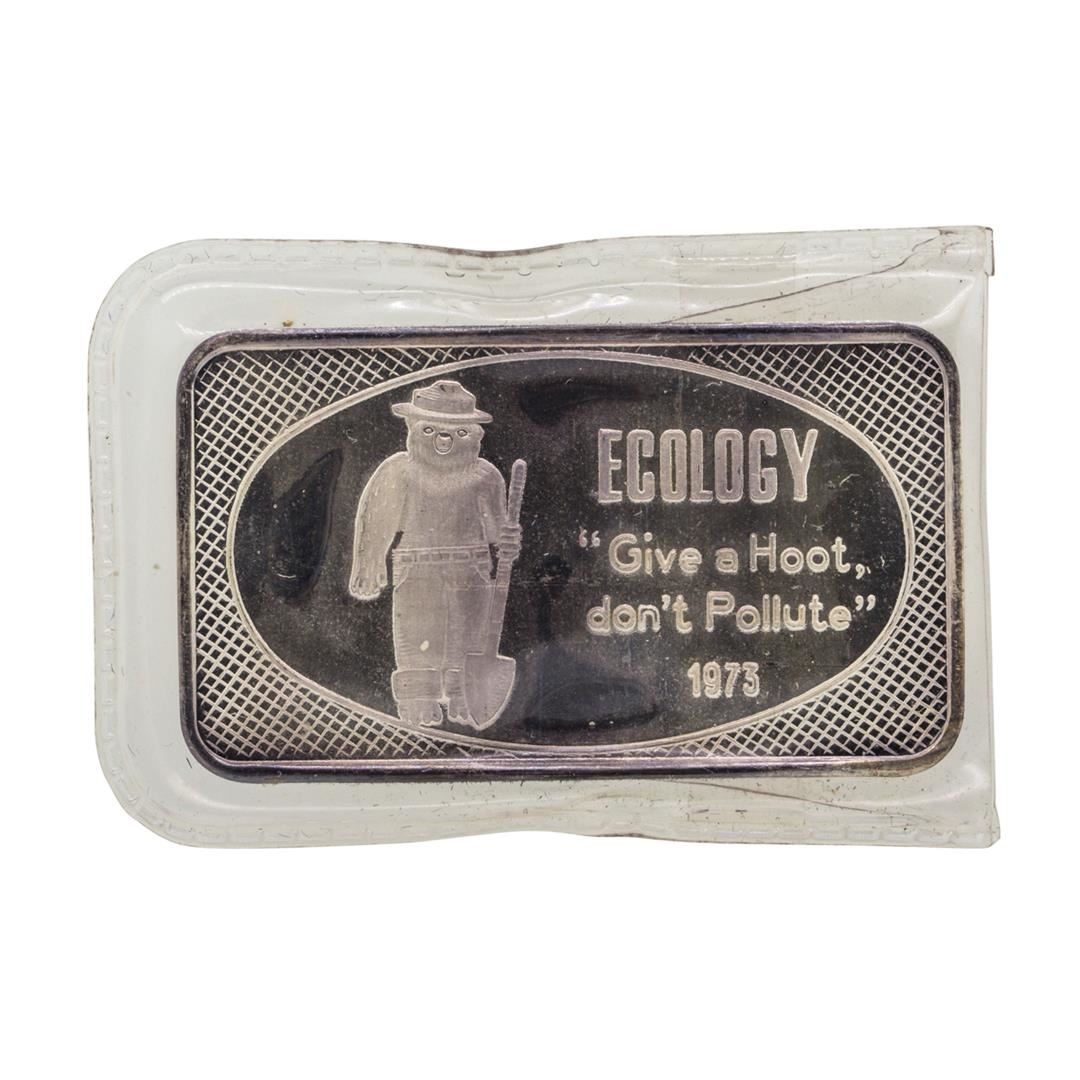 ECOLOGY
“Give a Hoot,
don't Pollute”
1973